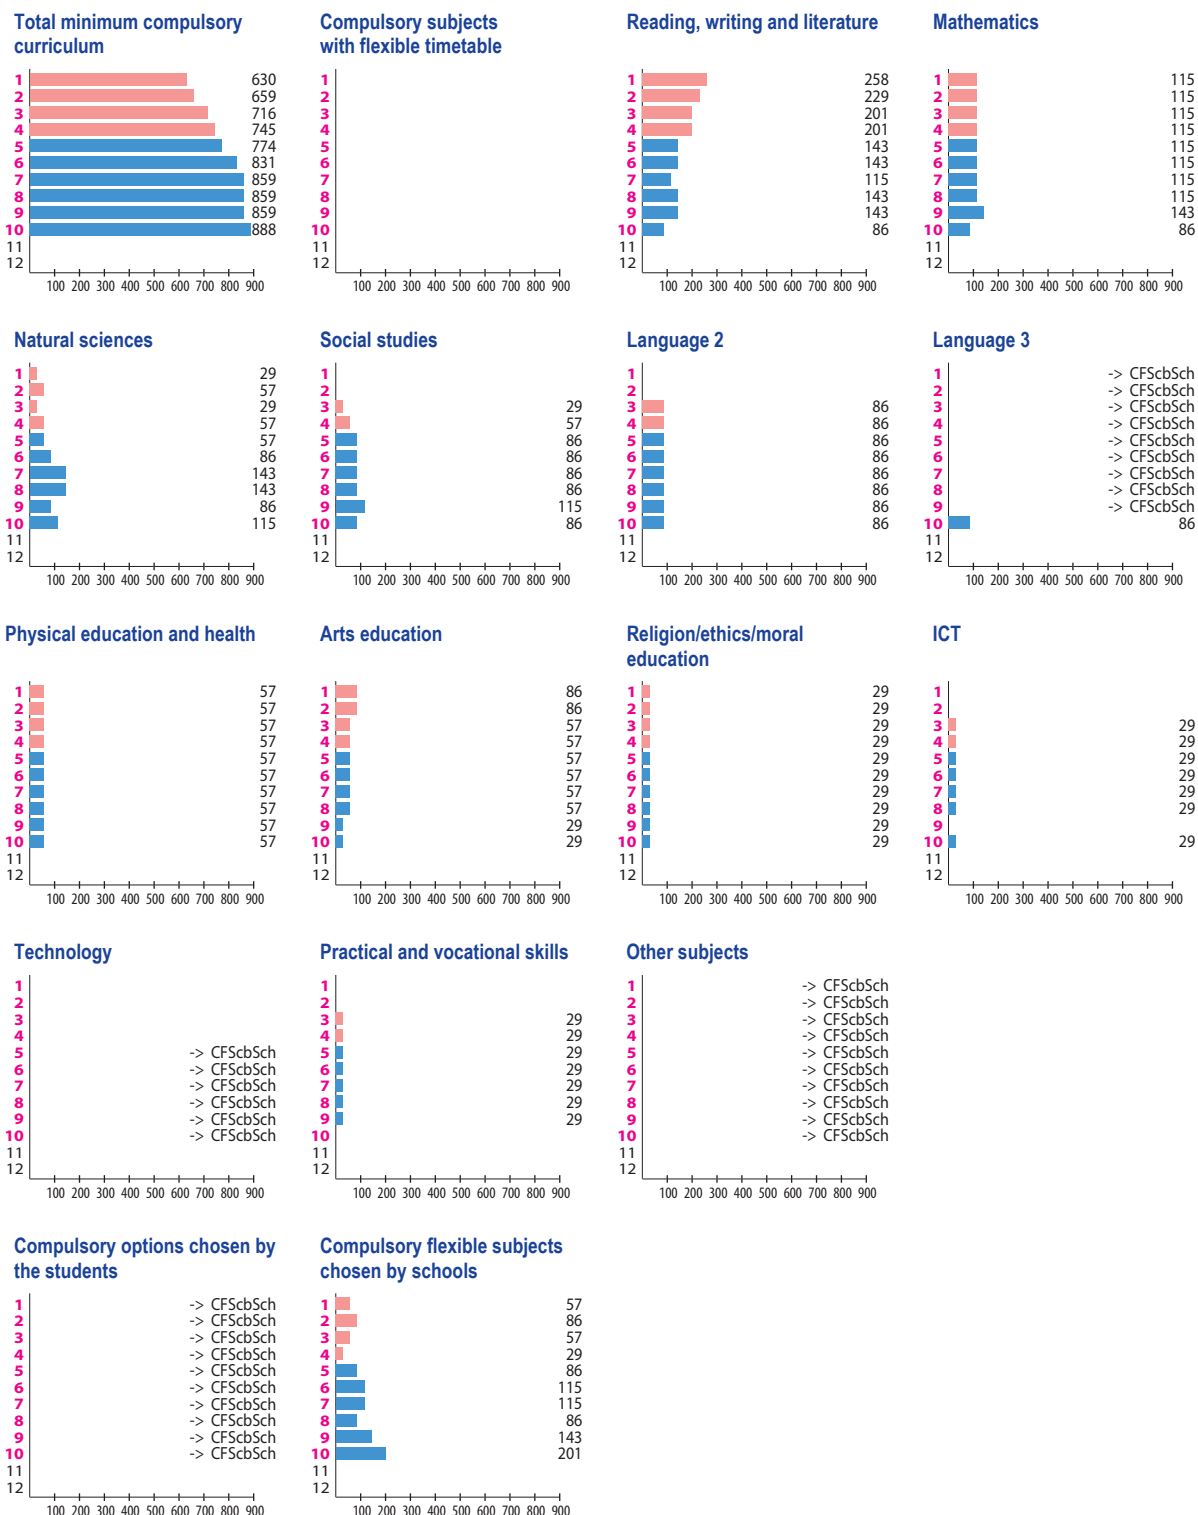 Total minimum compulsory
curriculum
1 630
2 659
3 716
4 745
5 774
6 831
7 859
8 859
9 859
10 888
11
12
100 200 300 400 500 600 700 800 900
Compulsory subjects
with flexible timetable
1
2
3
4
5
6
7
8
9
10
11
12
100 200 300 400 500 600 700 800 900
Reading, writing and literature
1 258
2 229
3 201
4 201
5 143
6 143
7 115
8 143
9 143
10 86
11
12
100 200 300 400 500 600 700 800 900
Mathematics
1 115
2 115
3 115
4 115
5 115
6 115
7 115
8 115
9 143
10 86
11
12
100 200 300 400 500 600 700 800 900
Natural sciences
1 29
2 57
3 29
4 57
5 57
6 86
7 143
8 143
9 86
10 115
11
12
100 200 300 400 500 600 700 800 900
Social studies
1
2
3 29
4 57
5 86
6 86
7 86
8 86
9 115
10 86
11
12
100 200 300 400 500 600 700 800 900
Language 2
1
2
3 86
4 86
5 86
6 86
7 86
8 86
9 86
10 86
11
12
100 200 300 400 500 600 700 800 900
Language 3
1 -> CFScbSch
2 -> CFScbSch
3 -> CFScbSch
4 -> CFScbSch
5 -> CFScbSch
6 -> CFScbSch
7 -> CFScbSch
8 -> CFScbSch
9 -> CFScbSch
10 86
11
12
100 200 300 400 500 600 700 800 900
Physical education and health
1 57
2 57
3 57
4 57
5 57
6 57
7 57
8 57
9 57
10 57
11
12
100 200 300 400 500 600 700 800 900
Arts education
1 86
2 86
3 57
4 57
5 57
6 57
7 57
8 57
9 29
10 29
11
12
100 200 300 400 500 600 700 800 900
Religion/ethics/moral
education
1 29
2 29
3 29
4 29
5 29
6 29
7 29
8 29
9 29
10 29
11
12
100 200 300 400 500 600 700 800 900
ICT
1
2
3 29
4 29
5 29
6 29
7 29
8 29
9
10 29
11
12
100 200 300 400 500 600 700 800 900
Technology
1
2
3
4
5 -> CFScbSch
6 -> CFScbSch
7 -> CFScbSch
8 -> CFScbSch
9 -> CFScbSch
10 -> CFScbSch
11
12
100 200 300 400 500 600 700 800 900
Practical and vocational skills
1
2
3 29
4 29
5 29
6 29
7 29
8 29
9 29
10
11
12
100 200 300 400 500 600 700 800 900
Other subjects
1 -> CFScbSch
2 -> CFScbSch
3 -> CFScbSch
4 -> CFScbSch
5 -> CFScbSch
6 -> CFScbSch
7 -> CFScbSch
8 -> CFScbSch
9 -> CFScbSch
10 -> CFScbSch
11
12
100 200 300 400 500 600 700 800 900
Compulsory options chosen by
the students
1 -> CFScbSch
2 -> CFScbSch
3 -> CFScbSch
4 -> CFScbSch
5 -> CFScbSch
6 -> CFScbSch
7 -> CFScbSch
8 -> CFScbSch
9 -> CFScbSch
10 -> CFScbSch
11
12
100 200 300 400 500 600 700 800 900
Compulsory flexible subjects
chosen by schools
1 57
2 86
3 57
4 29
5 86
6 115
7 115
8 86
9 143
10 201
11
12
100 200 300 400 500 600 700 800 900